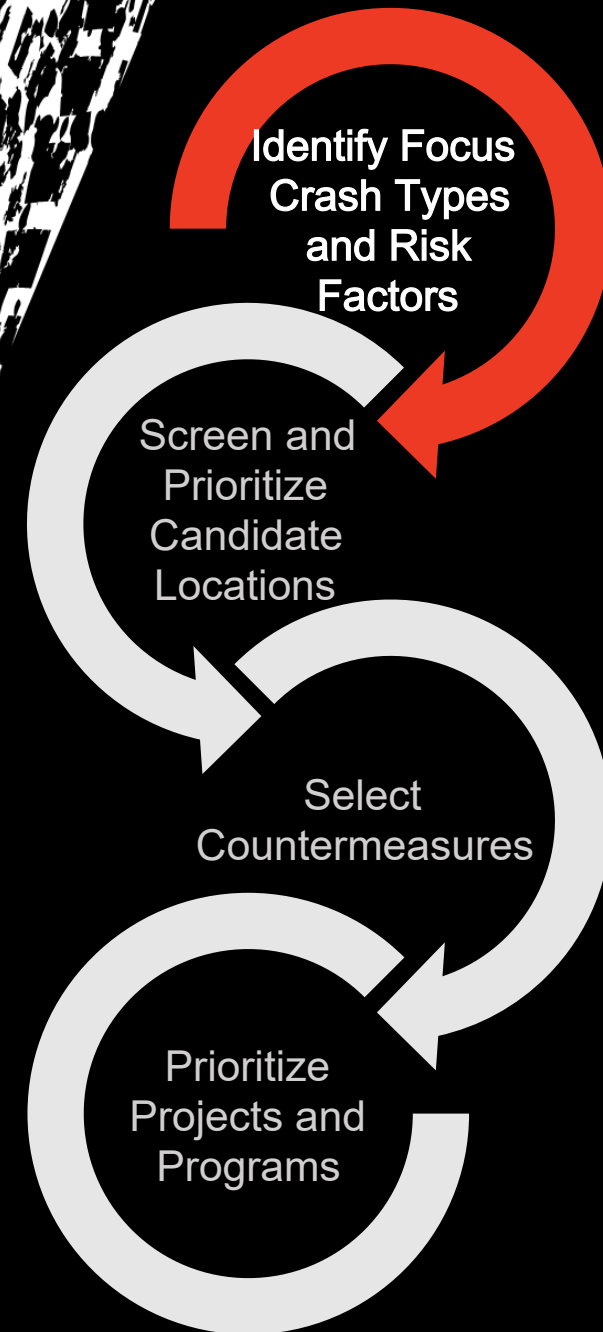 Identify Focus
Crash Types
and Risk
Factors
Screen and
Prioritize
Candidate
Locations
Select
Countermeasures
Prioritize
Projects and
Programs